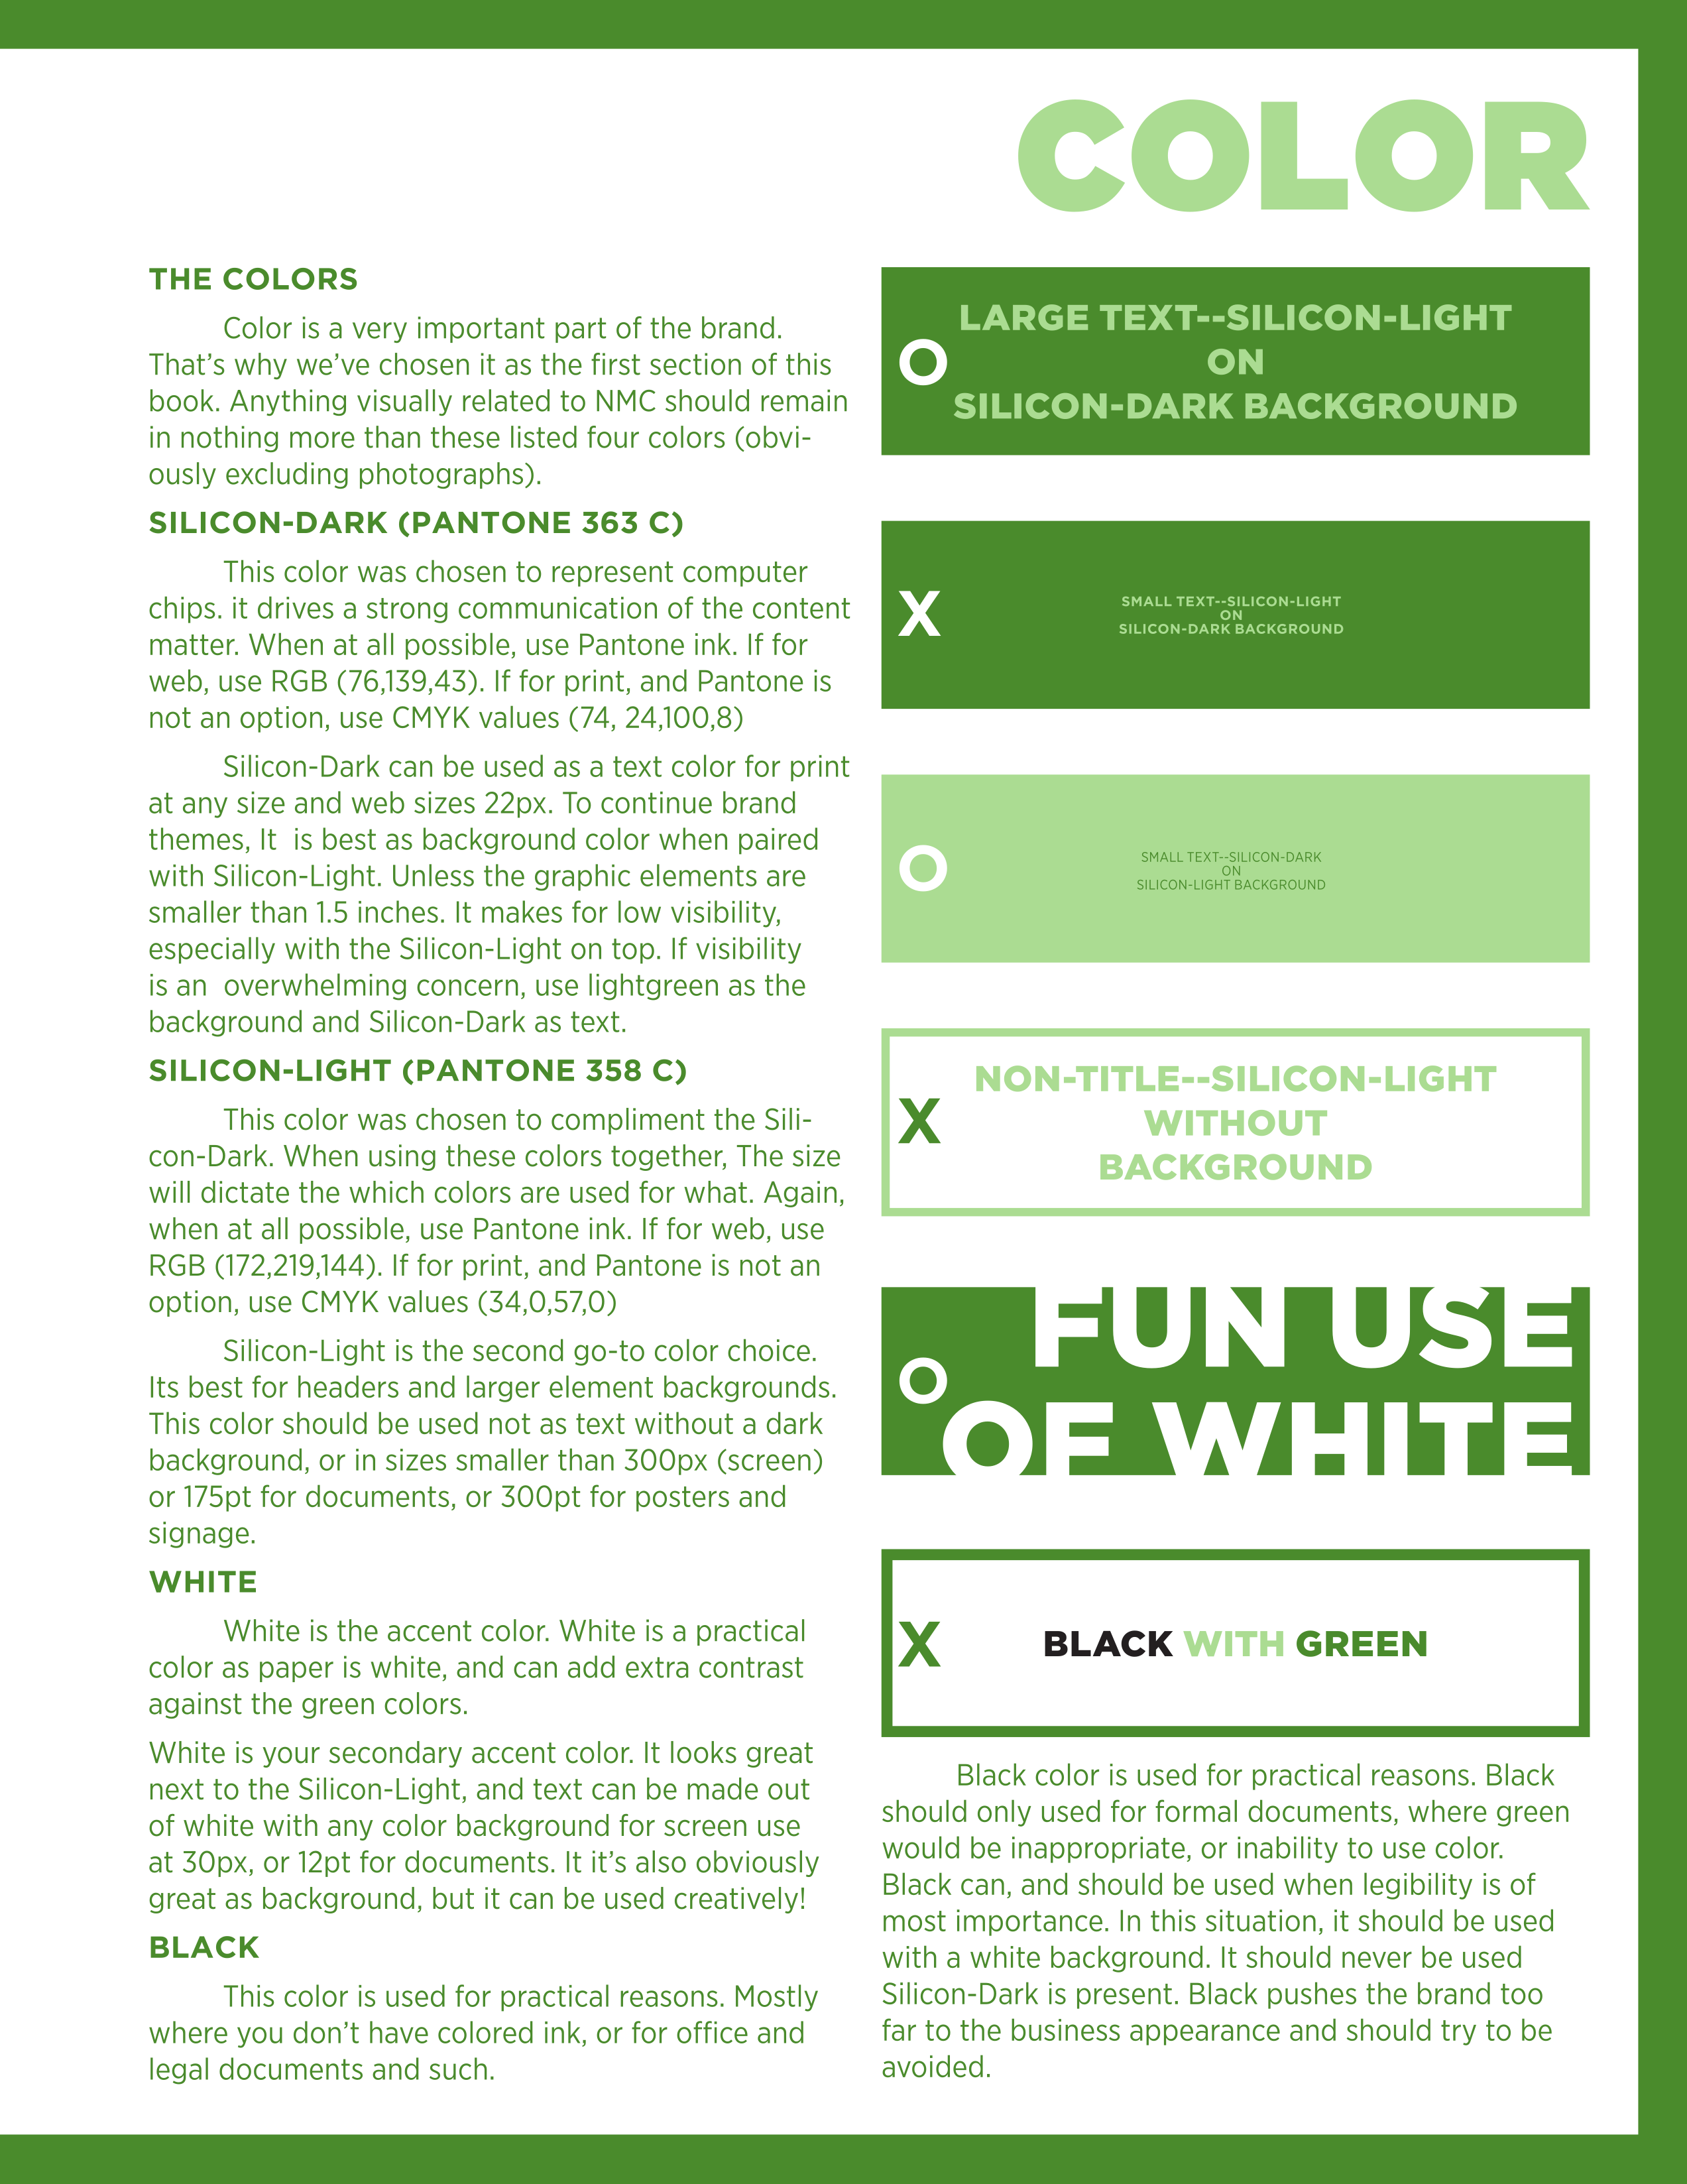 COLOR
THE COLORS
Color is a very important part of the brand.
That’s why we’ve chosen it as the first section of this
book. Anything visually related to NMC should remain
in nothing more than these listed four colors (obvi-
ously excluding photographs).
SILICON-DARK (PANTONE 363 C)
This color was chosen to represent computer
chips. it drives a strong communication of the content
matter. When at all possible, use Pantone ink. If for
web, use RGB (76,139,43). If for print, and Pantone is
not an option, use CMYK values (74, 24,100,8)
Silicon-Dark can be used as a text color for print
at any size and web sizes 22px. To continue brand
themes, It  is best as background color when paired
with Silicon-Light. Unless the graphic elements are
smaller than 1.5 inches. It makes for low visibility,
especially with the Silicon-Light on top. If visibility
is an  overwhelming concern, use lightgreen as the
background and Silicon-Dark as text.
SILICON-LIGHT (PANTONE 358 C)
This color was chosen to compliment the Sili-
con-Dark. When using these colors together, The size
will dictate the which colors are used for what. Again,
when at all possible, use Pantone ink. If for web, use
RGB (172,219,144). If for print, and Pantone is not an
option, use CMYK values (34,0,57,0)
Silicon-Light is the second go-to color choice.
Its best for headers and larger element backgrounds.
This color should be used not as text without a dark
background, or in sizes smaller than 300px (screen)
or 175pt for documents, or 300pt for posters and
signage.
WHITE
White is the accent color. White is a practical
color as paper is white, and can add extra contrast
against the green colors.
White is your secondary accent color. It looks great
next to the Silicon-Light, and text can be made out
of white with any color background for screen use
at 30px, or 12pt for documents. It it’s also obviously
great as background, but it can be used creatively!
BLACK
This color is used for practical reasons. Mostly
where you don’t have colored ink, or for office and
legal documents and such.
LARGE TEXT--SILICON-LIGHT
O
ON
SILICON-DARK BACKGROUND
X
SMALL TEXT--SILICON-LIGHT
ON
SILICON-DARK BACKGROUND
O
SMALL TEXT--SILICON-DARK
ON
SILICON-LIGHT BACKGROUND
NON-TITLE--SILICON-LIGHT
X
WITHOUT
BACKGROUND
FUN USE
O
OF WHITE
X
BLACK WITH GREEN
Black color is used for practical reasons. Black
should only used for formal documents, where green
would be inappropriate, or inability to use color.
Black can, and should be used when legibility is of
most importance. In this situation, it should be used
with a white background. It should never be used
Silicon-Dark is present. Black pushes the brand too
far to the business appearance and should try to be
avoided.